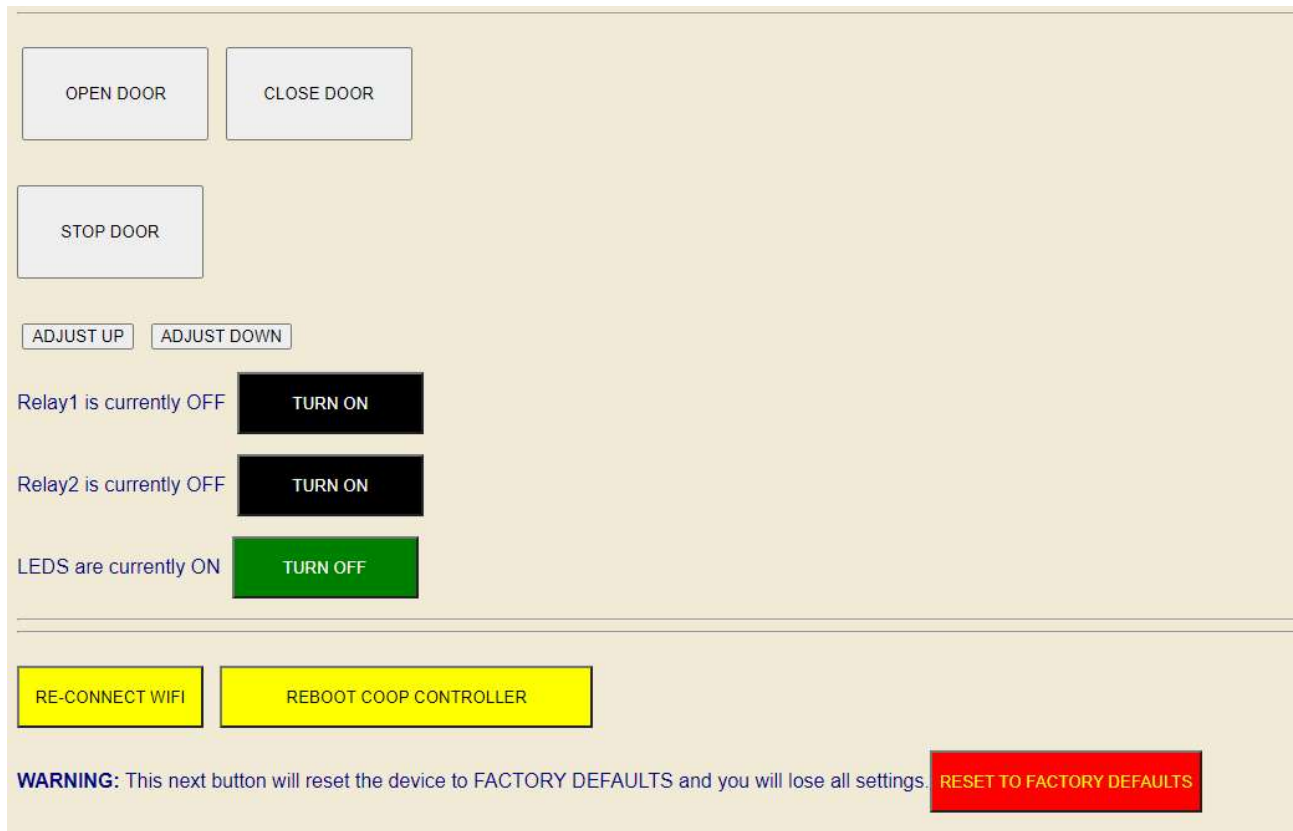 OPEN DOOR CLOSE DOOR
STOP DOOR
ADJUST UP ADJUST DOWN
Relay1 is currently OFF TURN ON
Relay2 is currently OFF TURN ON
LEDS are currently ON TURN OFF
RE-CONNECT WIFI REBOOT COOP CONTROLLER
WARNING: This next button will reset the device to FACTORY DEFAULTS and you will lose all settings. RESET TO FACTORY DEFAULTS